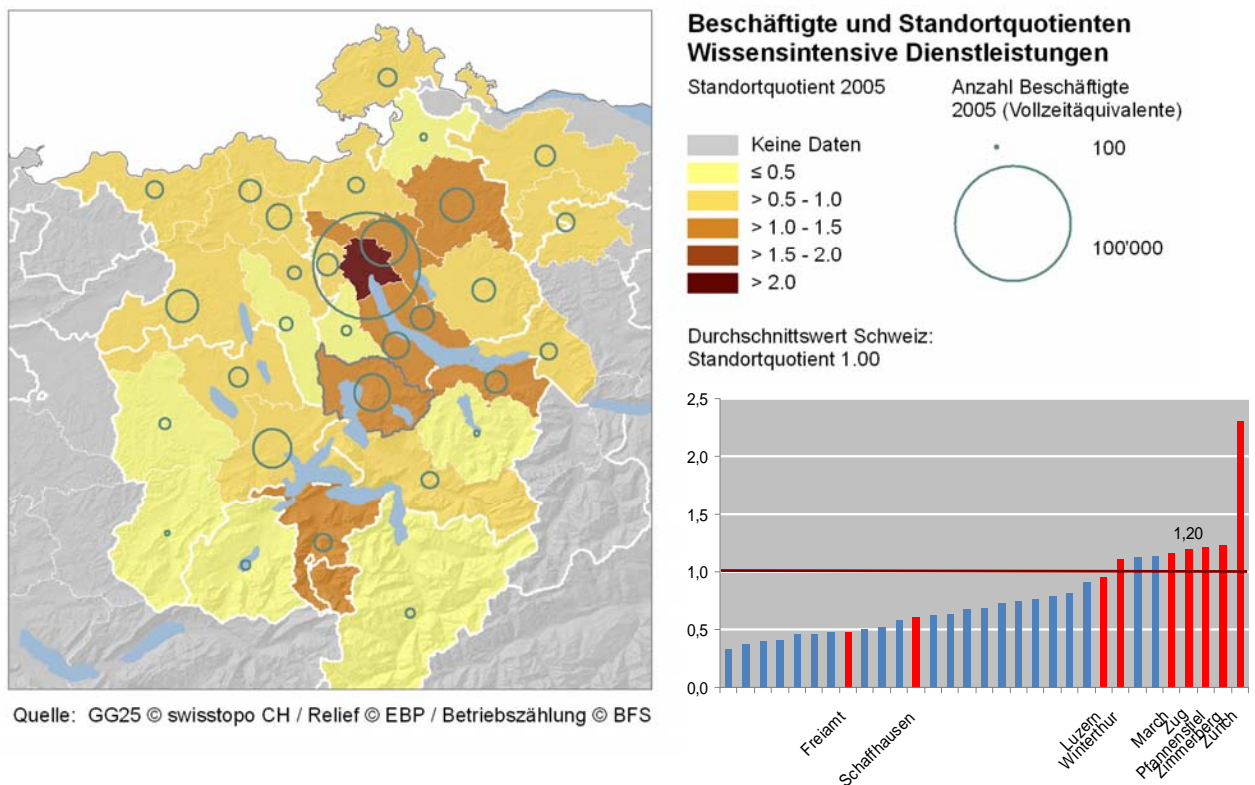 Beschäftigte und Standortquotienten
Wissensintensive Dienstleistungen
Standortquotient 2005
Keine Daten
≤ 0.5
> 0.5 - 1.0
> 1.0 - 1.5
> 1.5 - 2.0
> 2.0
Anzahl Beschäftigte
2005 (Vollzeitäquivalente)
100
100'000
Durchschnittswert Schweiz:
Standortquotient 1.00
2,5
2,0
1,5
1,0
0,5
0,0
1,20
Freiamt
Schaffhausen
Luzern
Winterthur
March
Zug
Pfannenstiel
Zimmerberg
Zürich
Quelle: GG25 © swisstopo CH / Relief © EBP / Betriebszählung © BFS